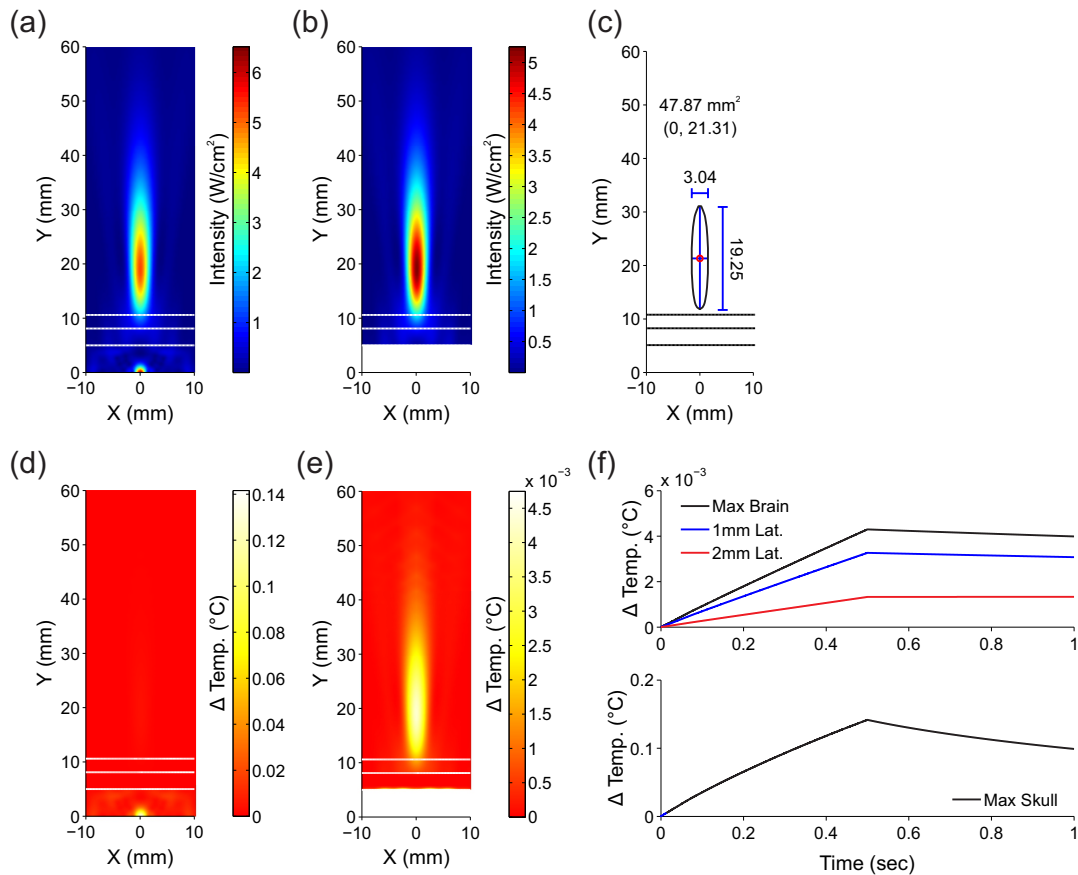 (a)
60
50
40
30
20
10
0
−10 0 10
Y (mm)
X (mm)
6
5
4
3
2
1
Intensity (W/cm²)
(b)
60
50
40
30
20
10
0
−10 0 10
Y (mm)
X (mm)
5
4.5
4
3.5
3
2.5
2
1.5
1
0.5
Intensity (W/cm²)
(c)
60
50
40
30
20
10
0
−10 0 10
Y (mm)
X (mm)
47.87 mm²
(0, 21.31)
3.04
19.25
(d)
60
50
40
30
20
10
0
−10 0 10
Y (mm)
X (mm)
0.14
0.12
0.1
0.08
0.06
0.04
0.02
0
Δ Temp. (°C)
(e)
60
50
40
30
20
10
0
−10 0 10
Y (mm)
X (mm)
x 10⁻³
4.5
4
3.5
3
2.5
2
1.5
1
0.5
0
Δ Temp. (°C)
(f)
x 10⁻³
6
4
2
0
Δ Temp. (°C)
Max Brain
1mm Lat.
2mm Lat.
0 0.2 0.4 0.6 0.8 1
0.2
0.1
0
Δ Temp. (°C)
Max Skull
0 0.2 0.4 0.6 0.8 1
Time (sec)